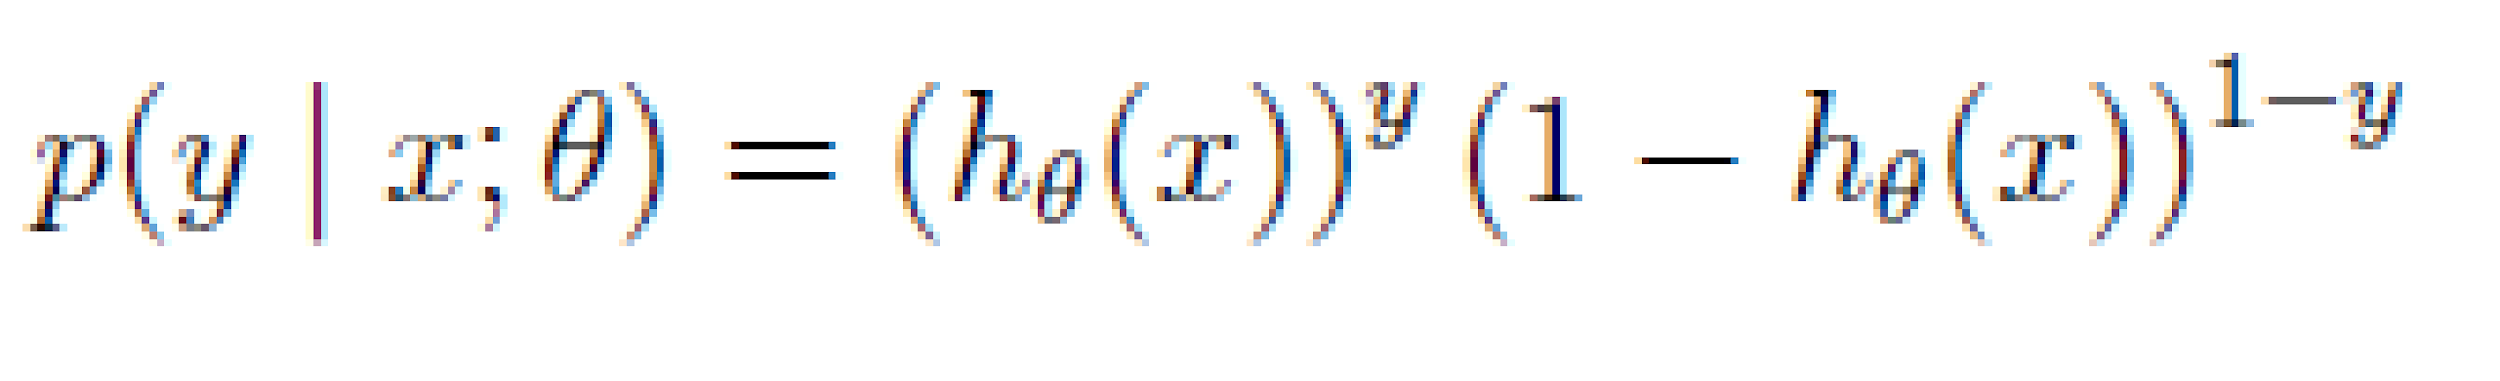 p(y | x; θ) = (h_θ(x))^y (1 − h_θ(x))^{1−y}